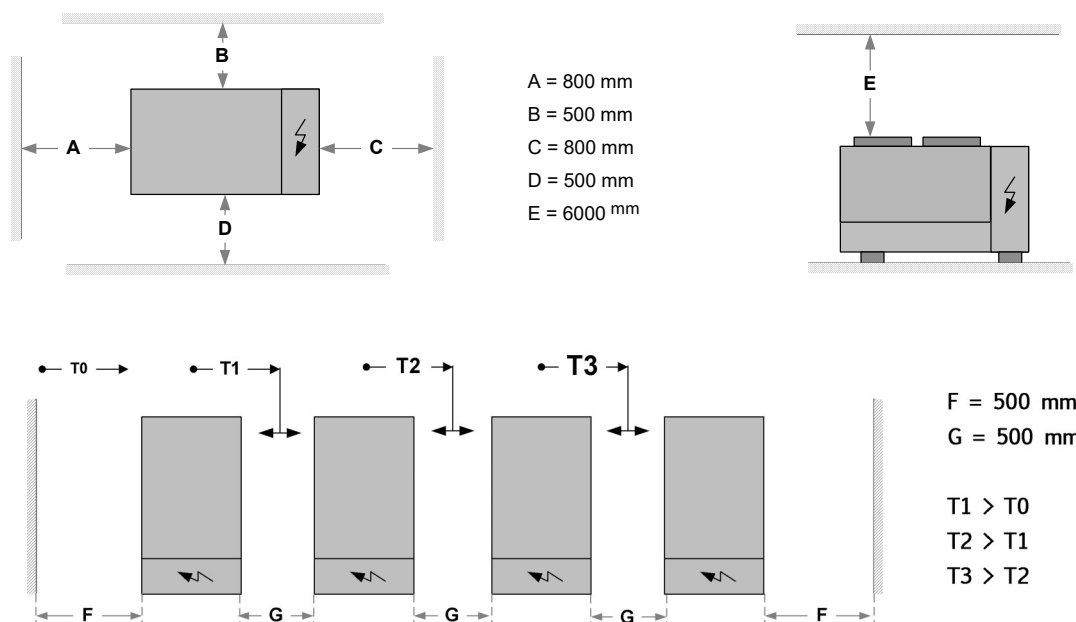 B
A
C
D
A = 800 mm
B = 500 mm
C = 800 mm
D = 500 mm
E = 6000 mm
E
T0
T1
T2
T3
F = 500 mm
G = 500 mm
T1 > T0
T2 > T1
T3 > T2
F
G
G
G
F